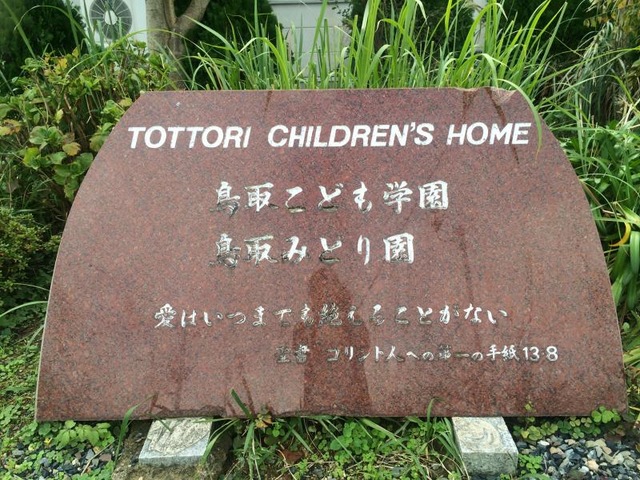 TOTTORI CHILDREN'S HOME
鳥取こども学園
鳥取みどり園
愛はいつまでも絶えることがない
聖書 コリント人への第一の手紙 13・8